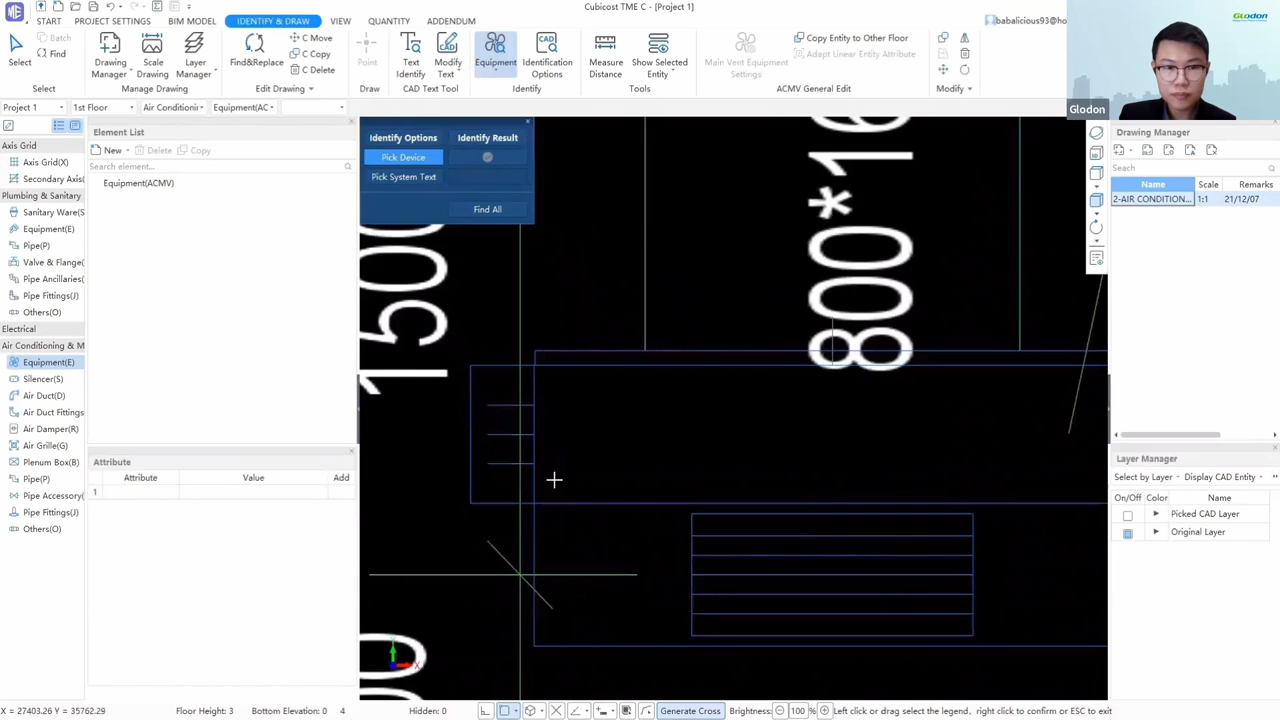 Cubicost TME C - [Project 1]
START
PROJECT SETTINGS
BIM MODEL
IDENTIFY & DRAW
VIEW
QUANTITY
ADDENDUM
babalicious93@ho
Glodon
Select
Batch
Find
Select
Drawing Manager
Scale Drawing
Layer Manager
Manage Drawing
Find&Replace
C Move
C Copy
C Delete
Edit Drawing
Point
Draw
Text Identify
Modify Text
CAD Text Tool
Equipment
Identification Options
Identify
Measure Distance
Show Selected Entity
Tools
Main Vent Equipment Settings
Copy Entity to Other Floor
Adapt Linear Entity Attribute
ACMV General Edit
Modify
Glodon
Project 1
1st Floor
Air Conditioni
Equipment(AC
Axis Grid
Axis Grid(X)
Secondary Axis(
Plumbing & Sanitary
Sanitary Ware(S
Equipment(E)
Pipe(P)
Valve & Flange(
Pipe Ancillaries(
Pipe Fittings(J)
Others(O)
Electrical
Air Conditioning & M
Equipment(E)
Silencer(S)
Air Duct(D)
Air Duct Fittings
Air Damper(R)
Air Grille(G)
Plenum Box(B)
Pipe(P)
Pipe Accessory(
Pipe Fittings(J)
Others(O)
Element List
New
Delete
Copy
Search element...
Equipment(ACMV)
Attribute
Attribute Value Add
1
Identify Options
Identify Result
Pick Device
Pick System Text
Find All
800*16
Drawing Manager
Seach
Name Scale Remarks
2-AIR CONDITION... 1:1 21/12/07
Layer Manager
Select by Layer
Display CAD Entity
On/Off Color Name
Picked CAD Layer
Original Layer
X = 27403.26 Y = 35762.29
Floor Height: 3
Bottom Elevation: 0
4
Hidden: 0
Generate Cross
Brightness: 100 %
Left click or drag select the legend, right click to confirm or ESC to exit